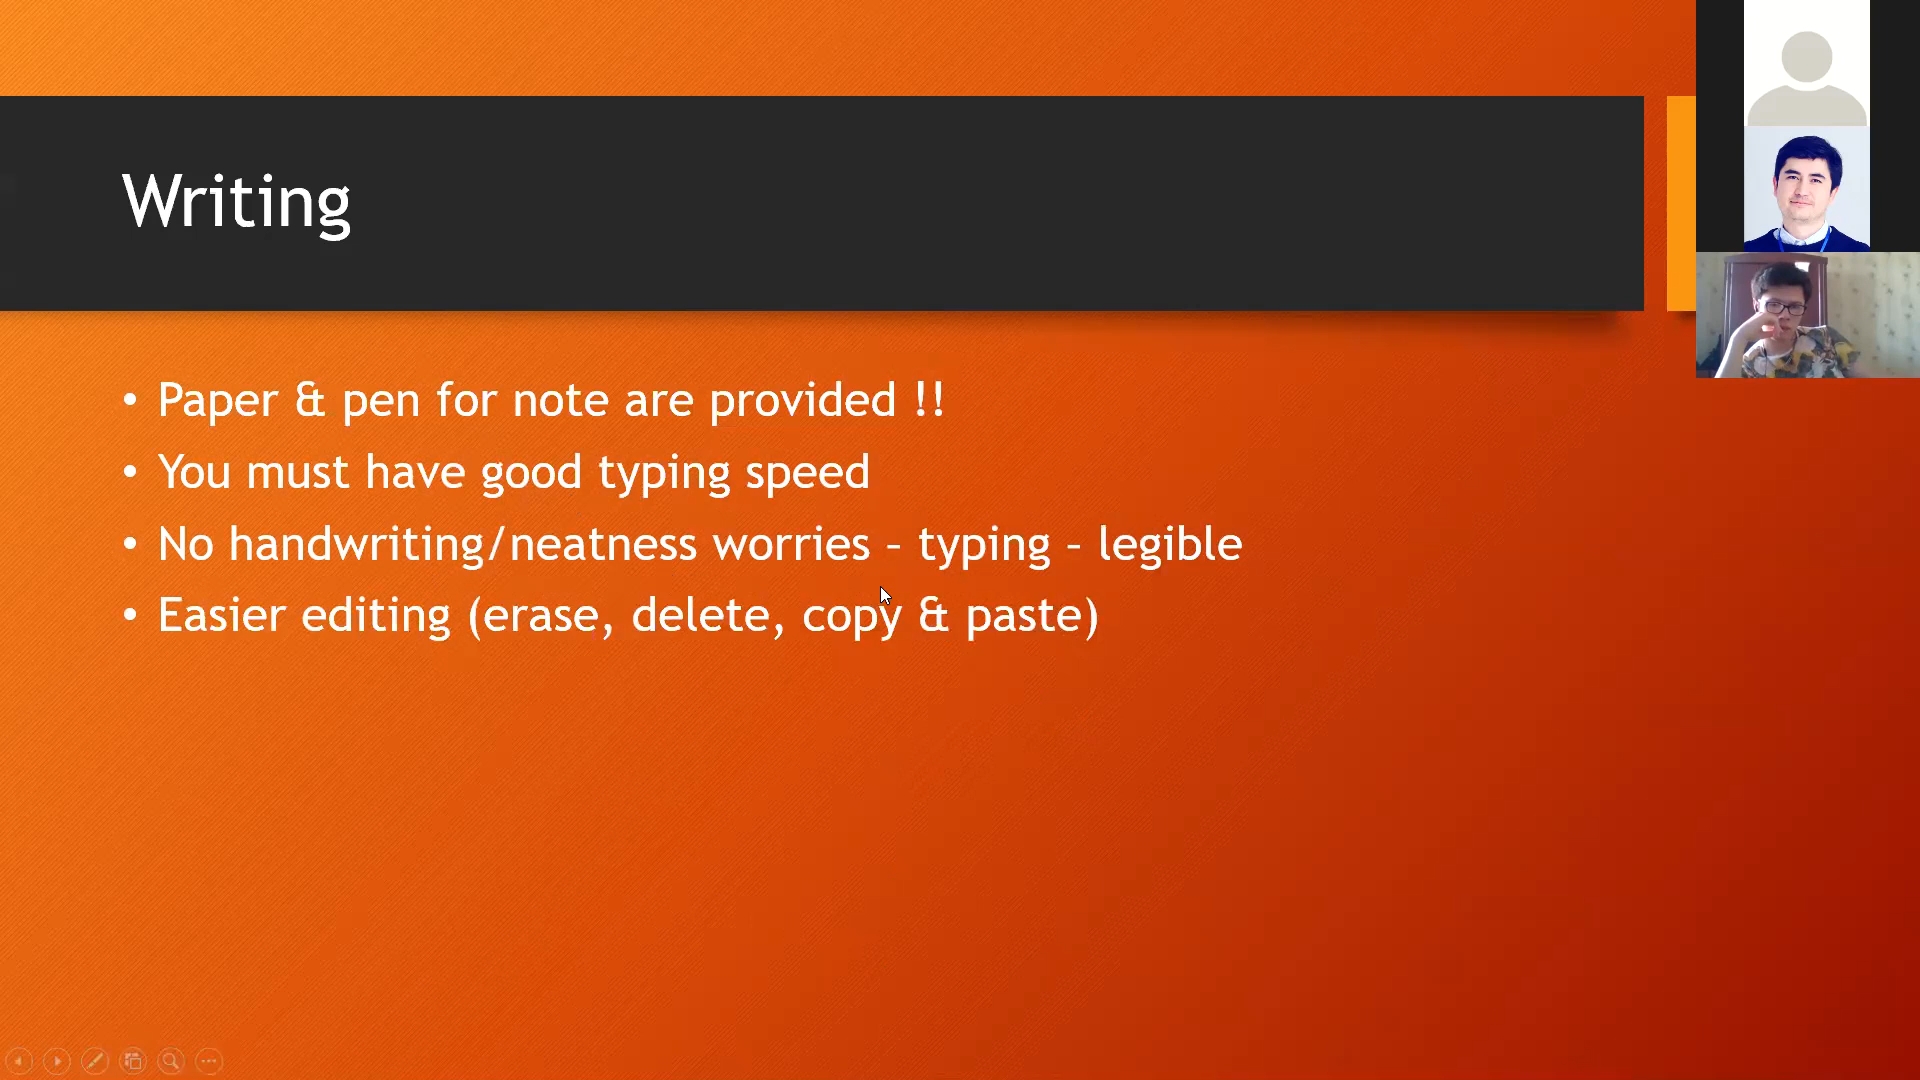 Writing
• Paper & pen for note are provided !!
• You must have good typing speed
• No handwriting/neatness worries – typing – legible
• Easier editing (erase, delete, copy & paste)